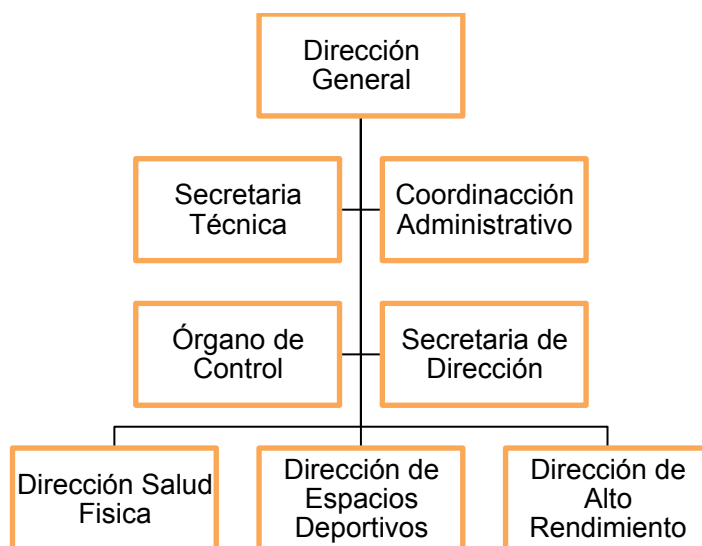 Dirección
General
Secretaria
Técnica
Coordinacción
Administrativo
Órgano de
Control
Secretaria de
Dirección
Dirección Salud
Fisica
Dirección de
Espacios
Deportivos
Dirección de
Alto
Rendimiento